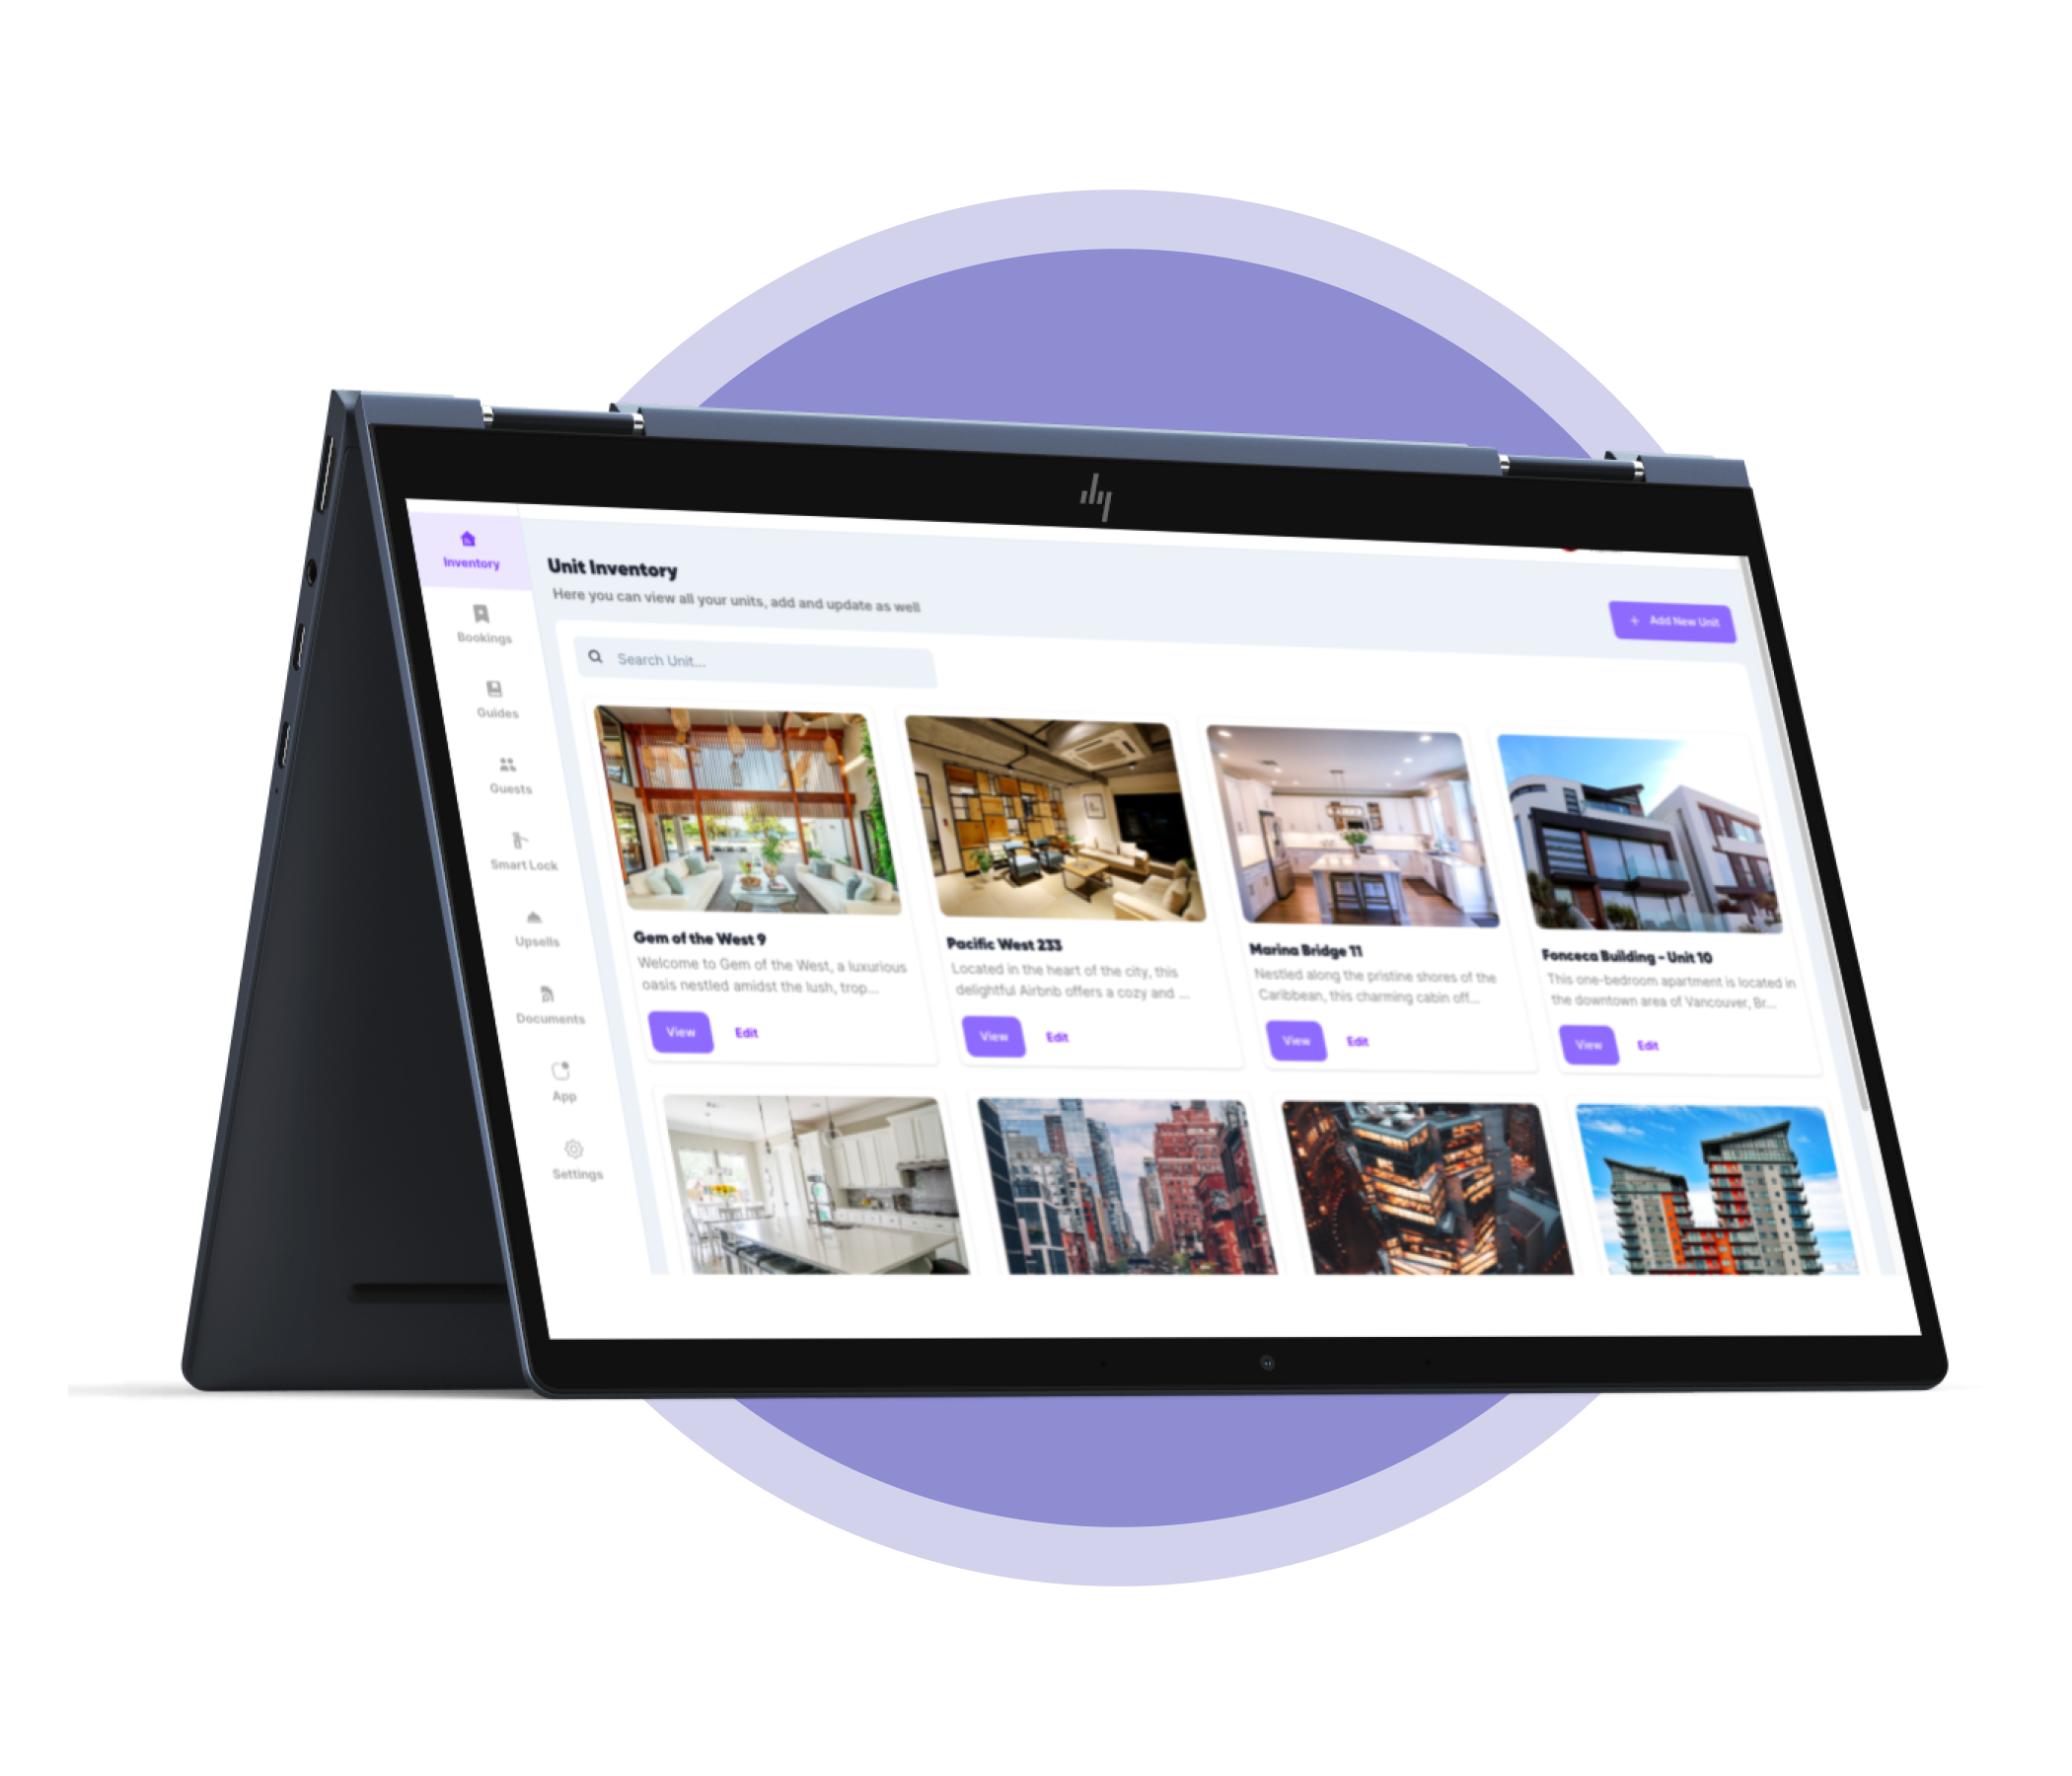 Inventory
Bookings
Guides
Guests
Smart Lock
Upsells
Documents
App
Settings
Unit Inventory
Here you can view all your units, add and update as well
+ Add New Unit
Search Unit...
Gem of the West 9
Welcome to Gem of the West, a luxurious
oasis nestled amidst the lush, trop...
View Edit
Pacific West 233
Located in the heart of the city, this
delightful Airbnb offers a cozy and ...
View Edit
Marina Bridge 11
Nestled along the pristine shores of the
Caribbean, this charming cabin off...
View Edit
Fonceca Building - Unit 10
This one-bedroom apartment is located in
the downtown area of Vancouver, Br...
View Edit